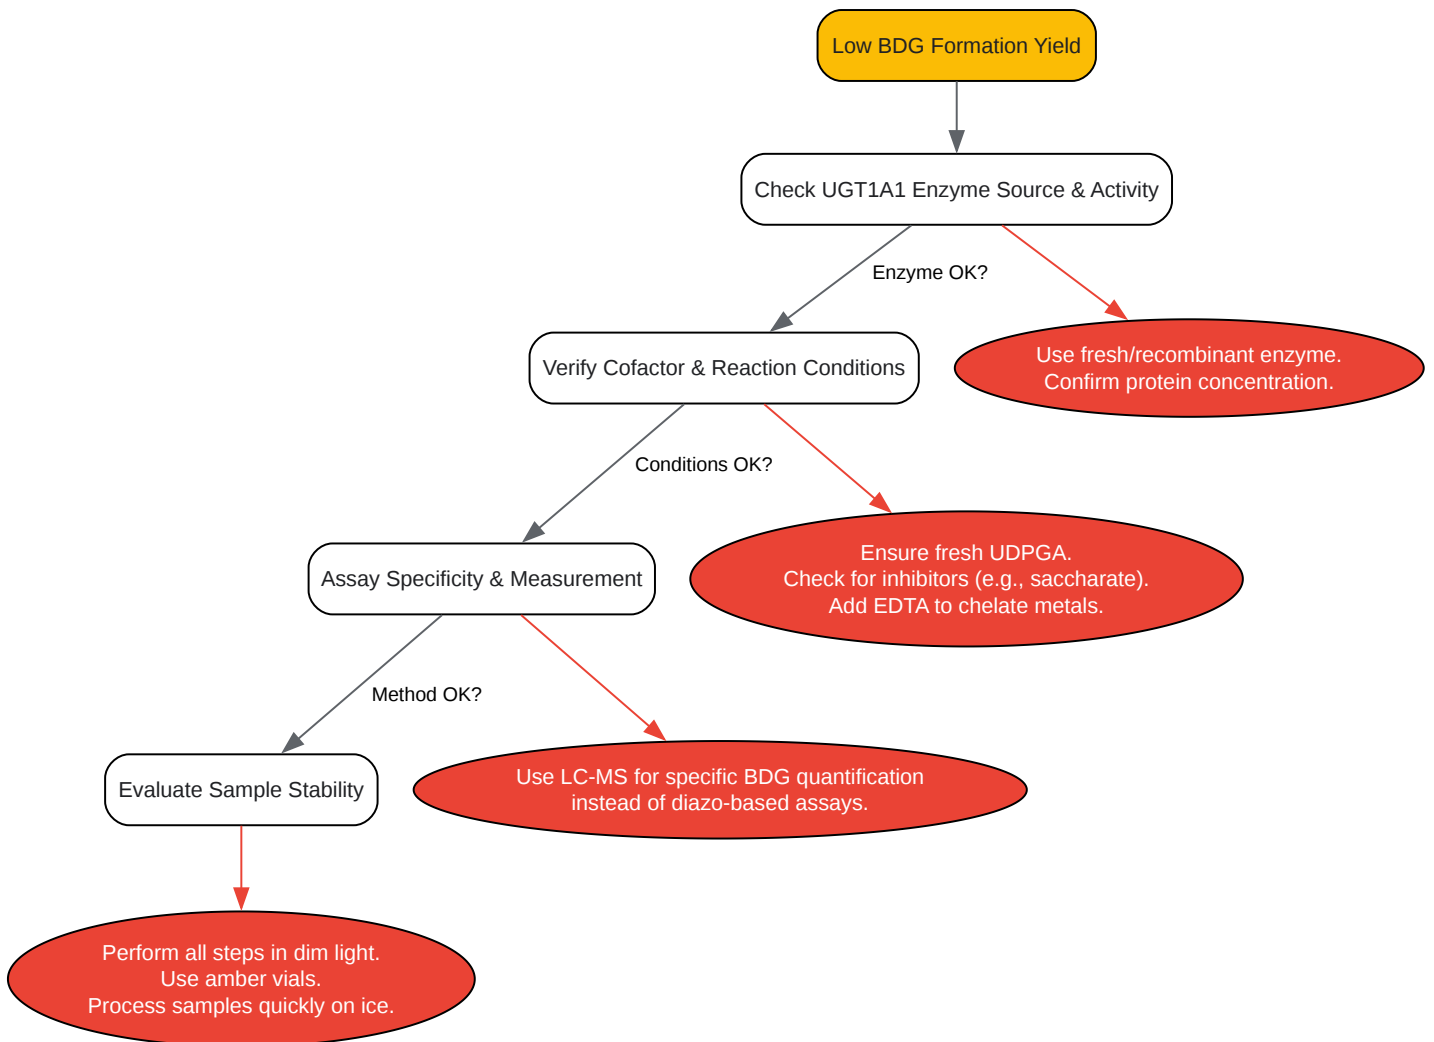 Low BDG Formation Yield
Check UGT1A1 Enzyme Source & Activity
Enzyme OK?
Verify Cofactor & Reaction Conditions
Use fresh/recombinant enzyme.
Confirm protein concentration.
Conditions OK?
Assay Specificity & Measurement
Ensure fresh UDPGA.
Check for inhibitors (e.g., saccharate).
Add EDTA to chelate metals.
Method OK?
Evaluate Sample Stability
Use LC-MS for specific BDG quantification
instead of diazo-based assays.
Perform all steps in dim light.
Use amber vials.
Process samples quickly on ice.